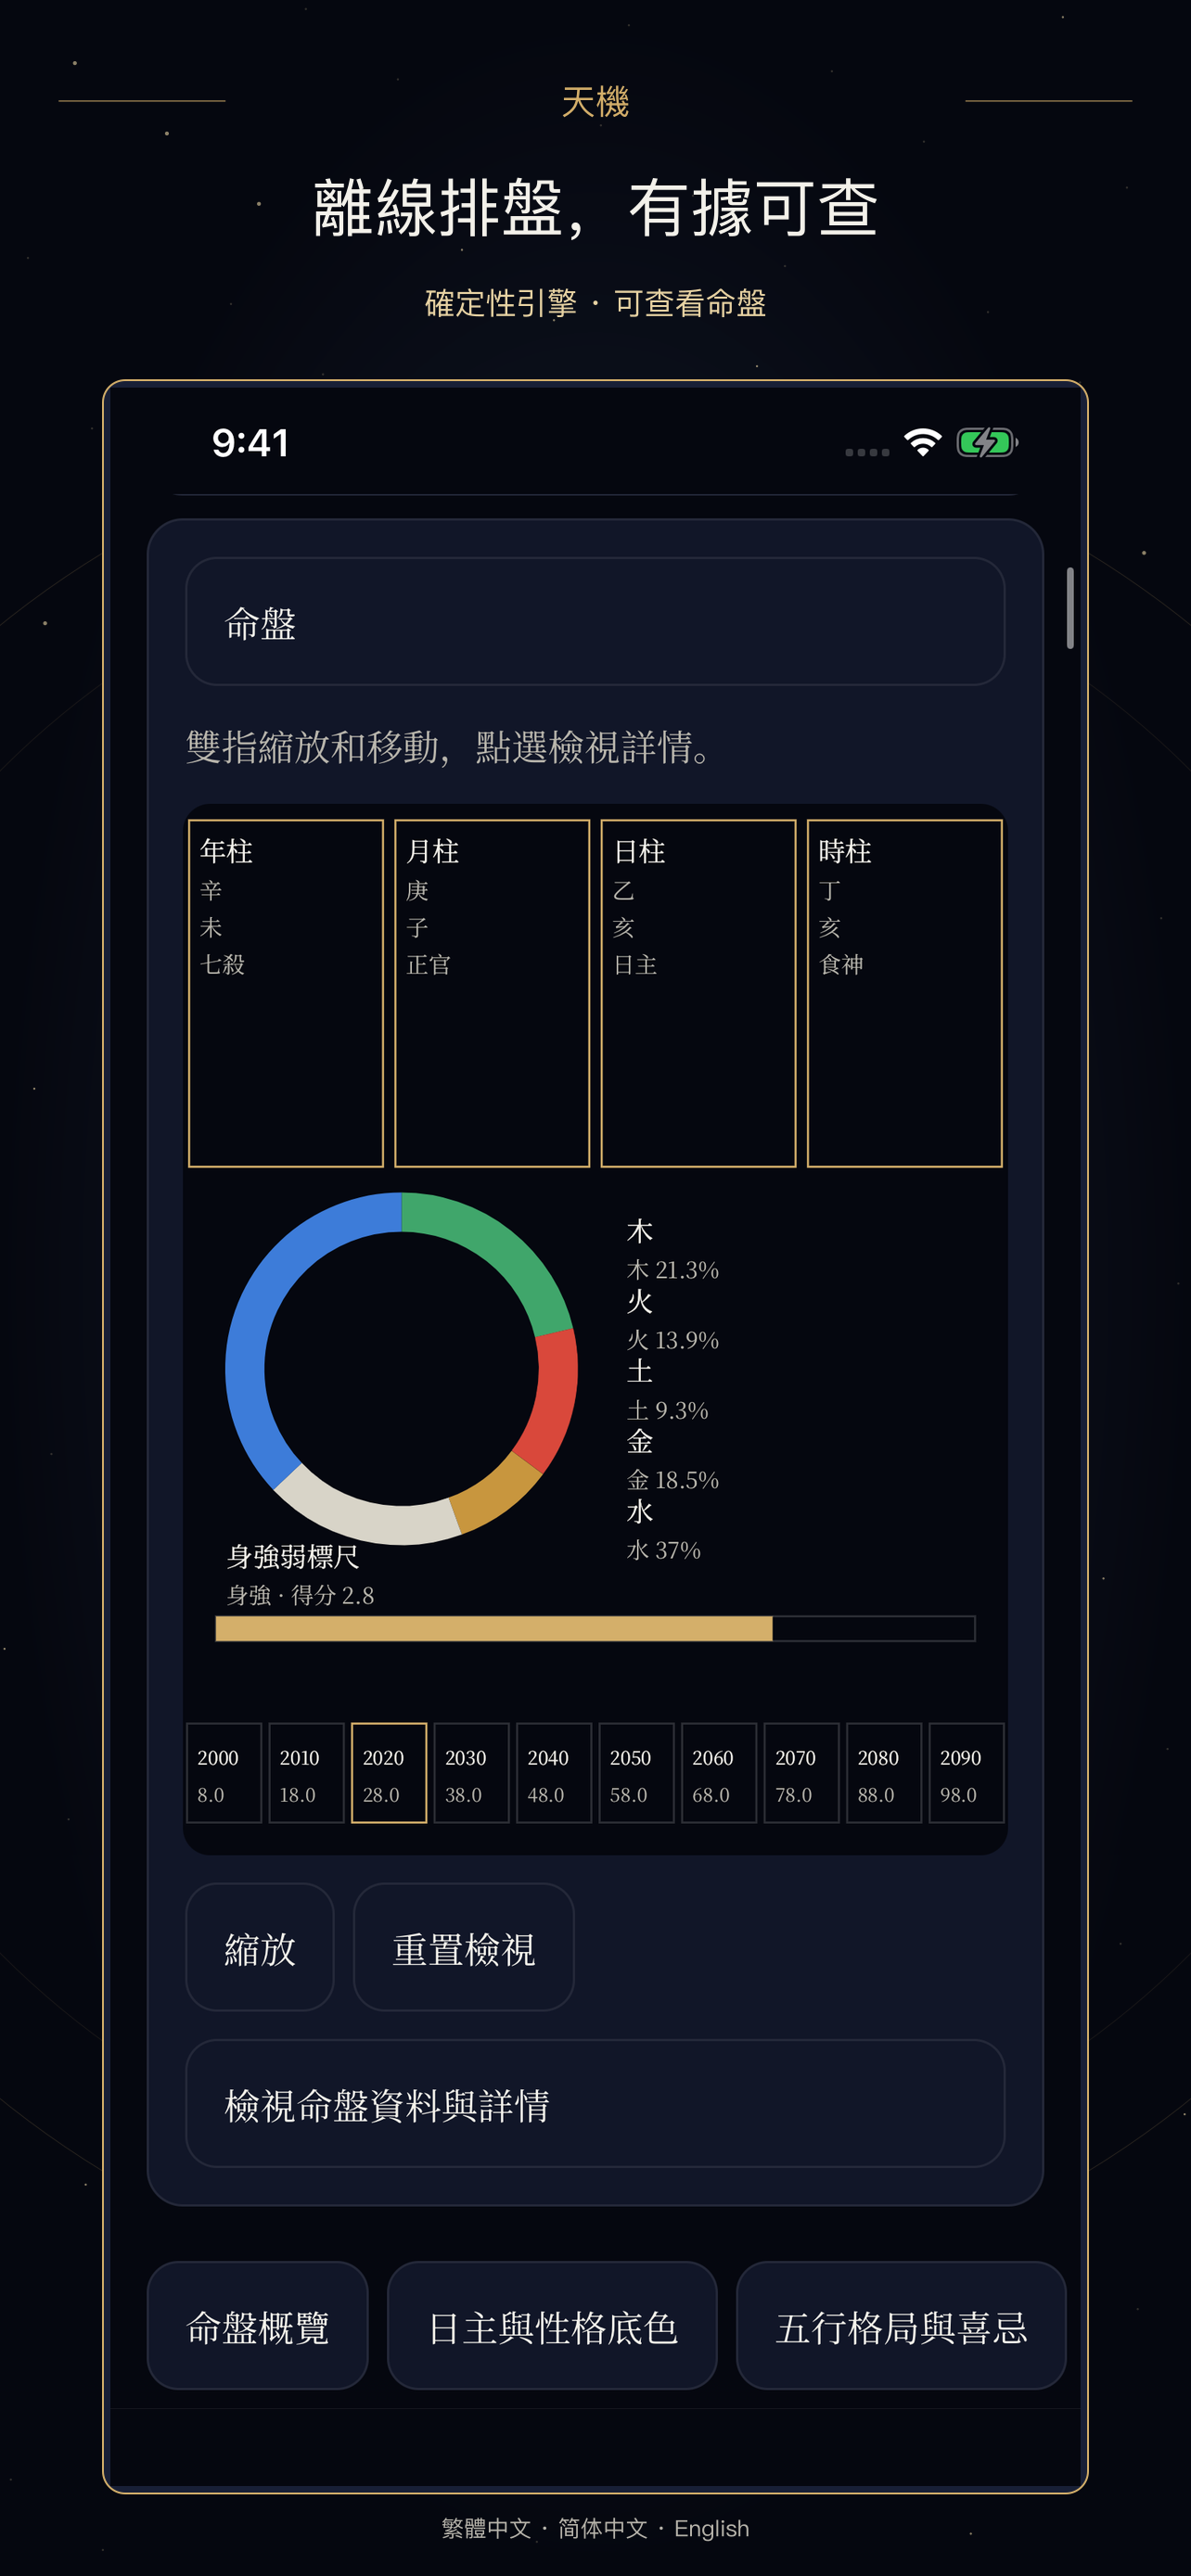 天機
離線排盤，有據可查
確定性引擎 · 可查看命盤
9:41
命盤
雙指縮放和移動，點選檢視詳情。
年柱 月柱 日柱 時柱
辛 庚 乙 丁
未 子 亥 亥
七殺 正官 日主 食神
木
木 21.3%
火
火 13.9%
土
土 9.3%
金
金 18.5%
水
水 37%
身強弱標尺
身強 · 得分 2.8
2000 2010 2020 2030 2040 2050 2060 2070 2080 2090
8.0 18.0 28.0 38.0 48.0 58.0 68.0 78.0 88.0 98.0
縮放 重置檢視
檢視命盤資料與詳情
命盤概覽 日主與性格底色 五行格局與喜忌
繁體中文 · 简体中文 · English